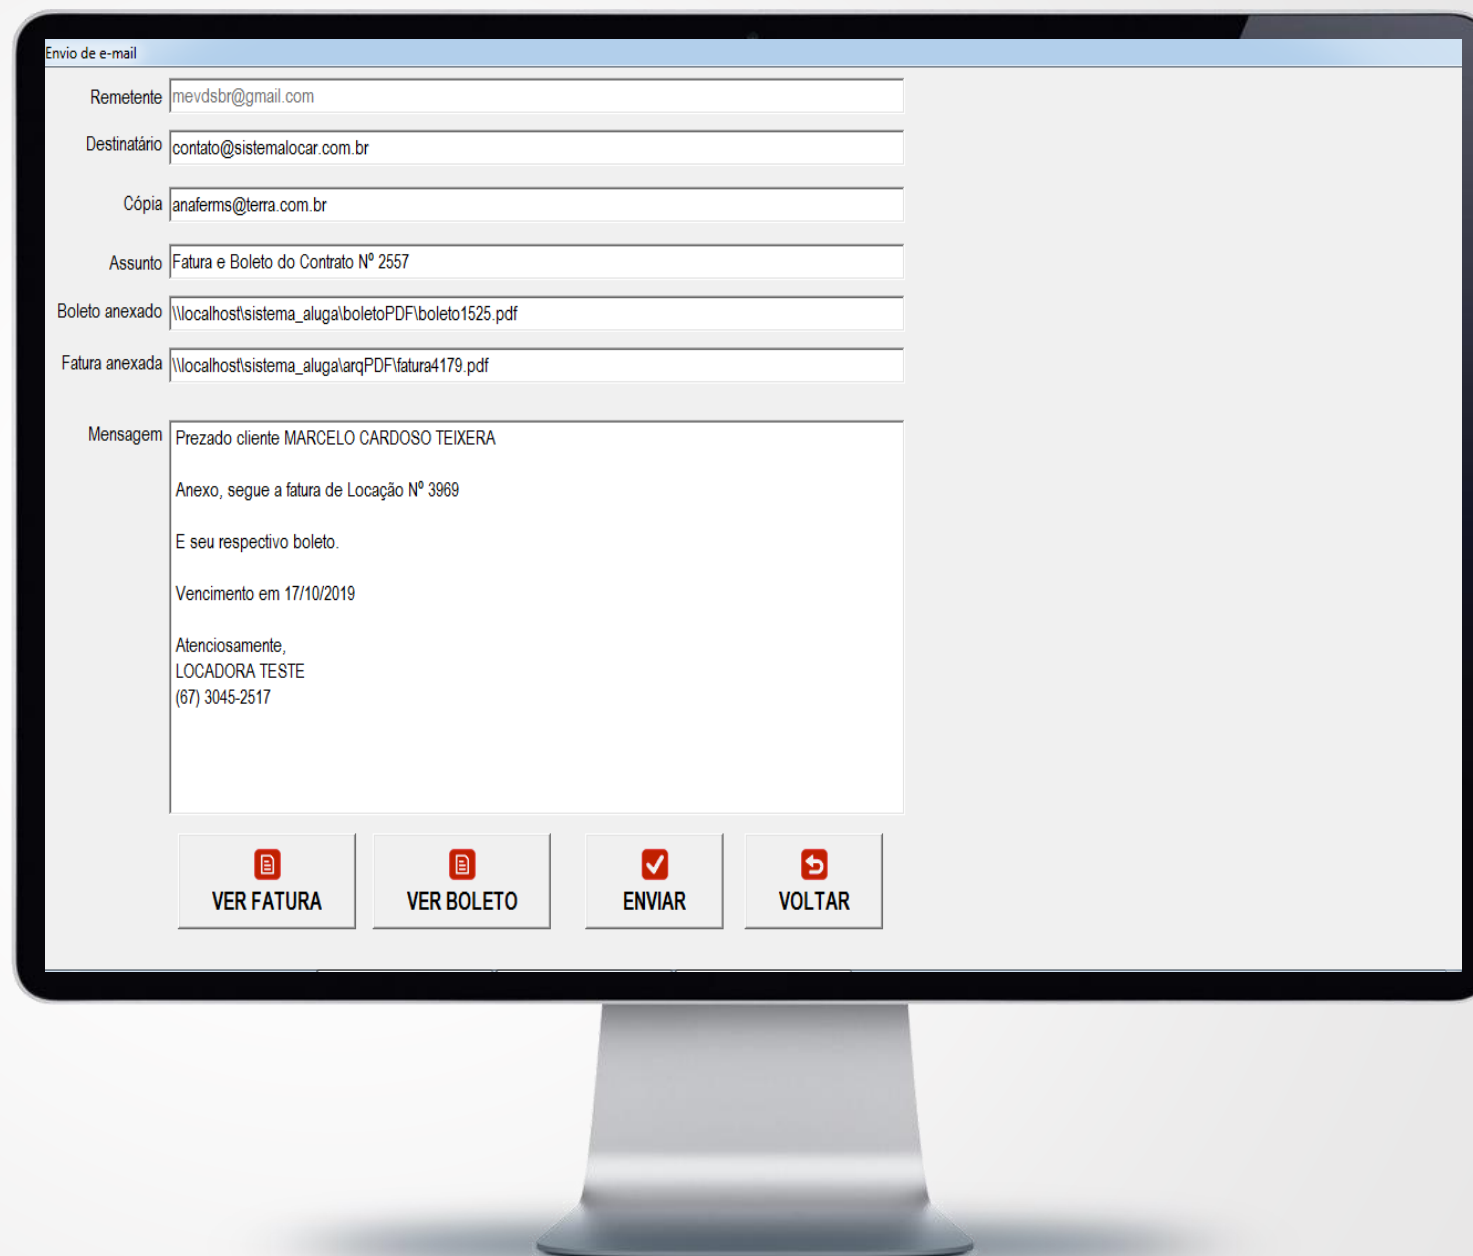 Envio de e-mail
Remetente mevdsbr@gmail.com
Destinatário contato@sistemalocar.com.br
Cópia anaferms@terra.com.br
Assunto Fatura e Boleto do Contrato Nº 2557
Boleto anexado \\localhost\sistema_aluga\boletoPDF\boleto1525.pdf
Fatura anexada \\localhost\sistema_aluga\arqPDF\fatura4179.pdf
Mensagem Prezado cliente MARCELO CARDOSO TEIXERA
Anexo, segue a fatura de Locação Nº 3969
E seu respectivo boleto.
Vencimento em 17/10/2019
Atenciosamente,
LOCADORA TESTE
(67) 3045-2517
VER FATURA VER BOLETO ENVIAR VOLTAR